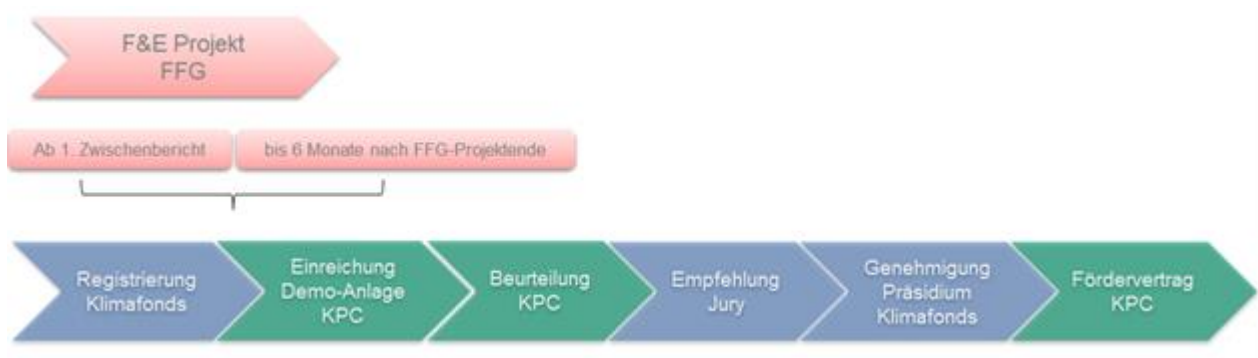 F&E Projekt
FFG
Ab 1. Zwischenbericht
bis 6 Monate nach FFG-Projektende
Registrierung
Klimafonds
Einreichung
Demo-Anlage
KPC
Beurteilung
KPC
Empfehlung
Jury
Genehmigung
Präsidium
Klimafonds
Fördervertrag
KPC